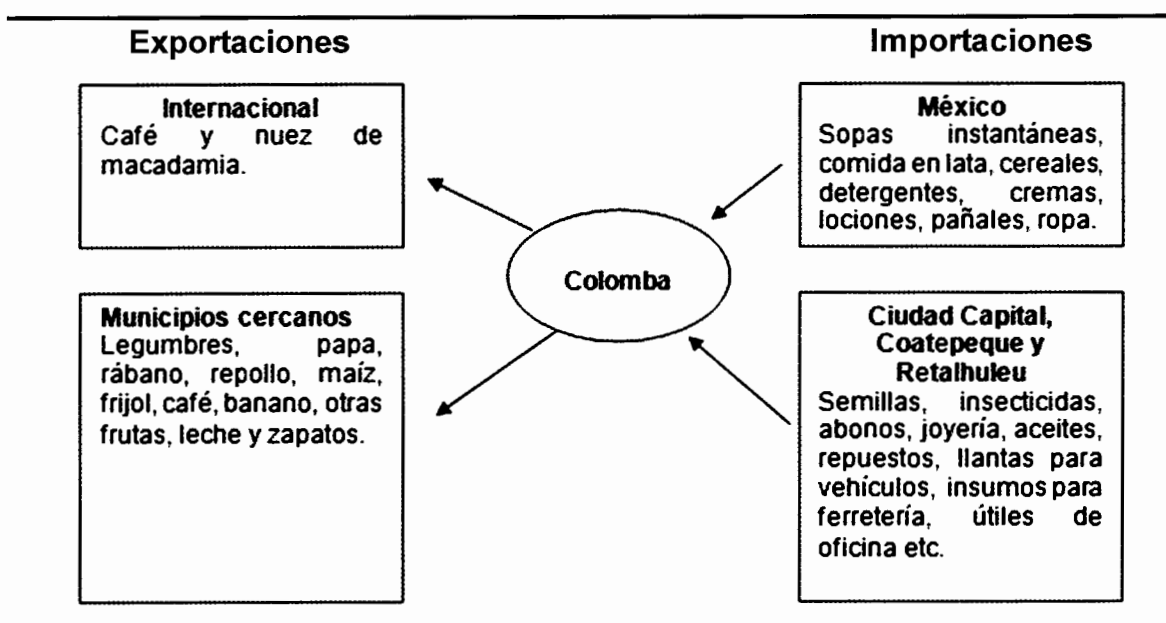 Exportaciones
Internacional
Café y nuez de
macadamia.
Municipios cercanos
Legumbres, papa,
rábano, repollo, maíz,
frijol, café, banano, otras
frutas, leche y zapatos.
Colomba
Importaciones
México
Sopas instantáneas,
comida en lata, cereales,
detergentes, cremas,
lociones, pañales, ropa.
Ciudad Capital,
Coatepeque y
Retalhuleu
Semillas, insecticidas,
abonos, joyería, aceites,
repuestos, llantas para
vehículos, insumos para
ferretería, útiles de
oficina etc.